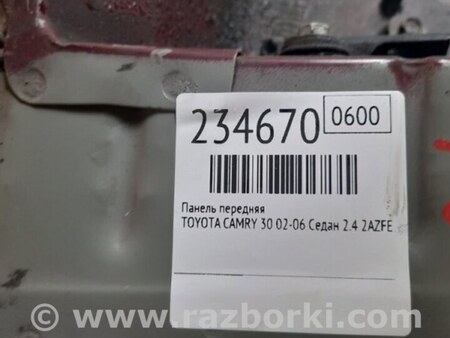 234670 0600
Панель передняя
TOYOTA CAMRY 30 02-06 Седан 2.4 2AZFE
© www.razborki.com